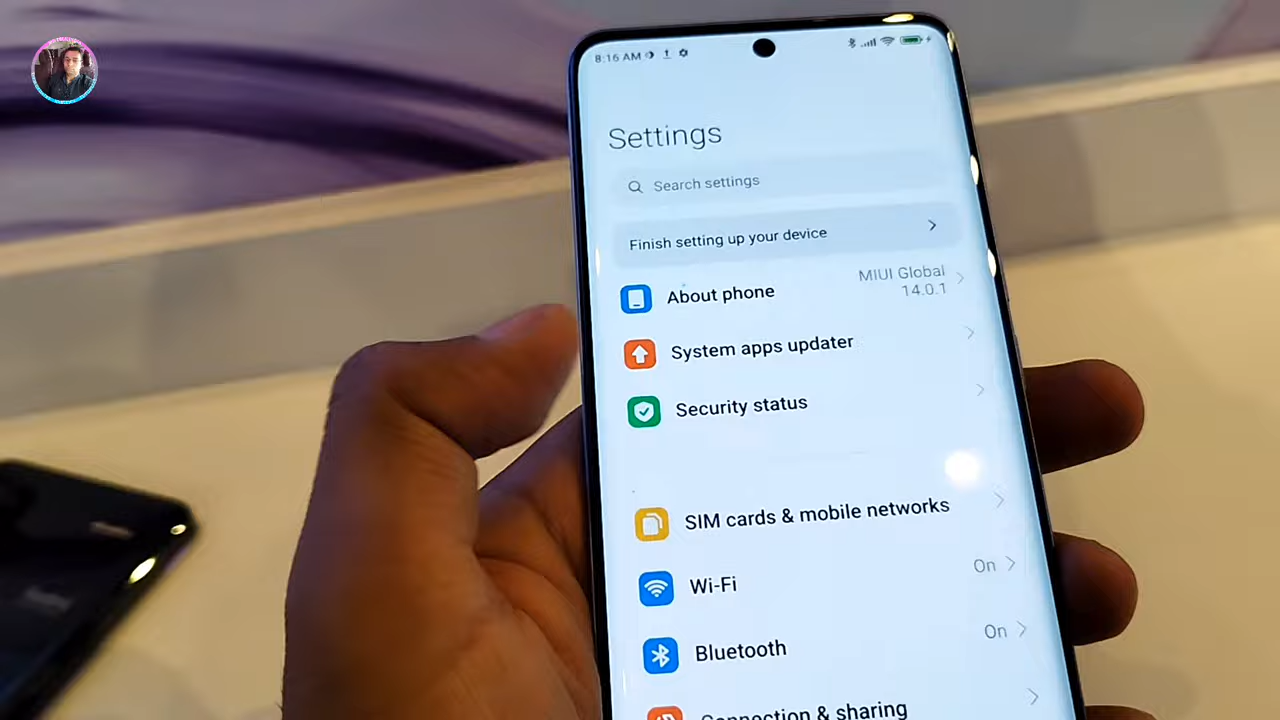 8:16 AM
Settings
Search settings
Finish setting up your device
About phone
MIUI Global
14.0.1
System apps updater
Security status
SIM cards & mobile networks
Wi-Fi
On
Bluetooth
On
Connection & sharing